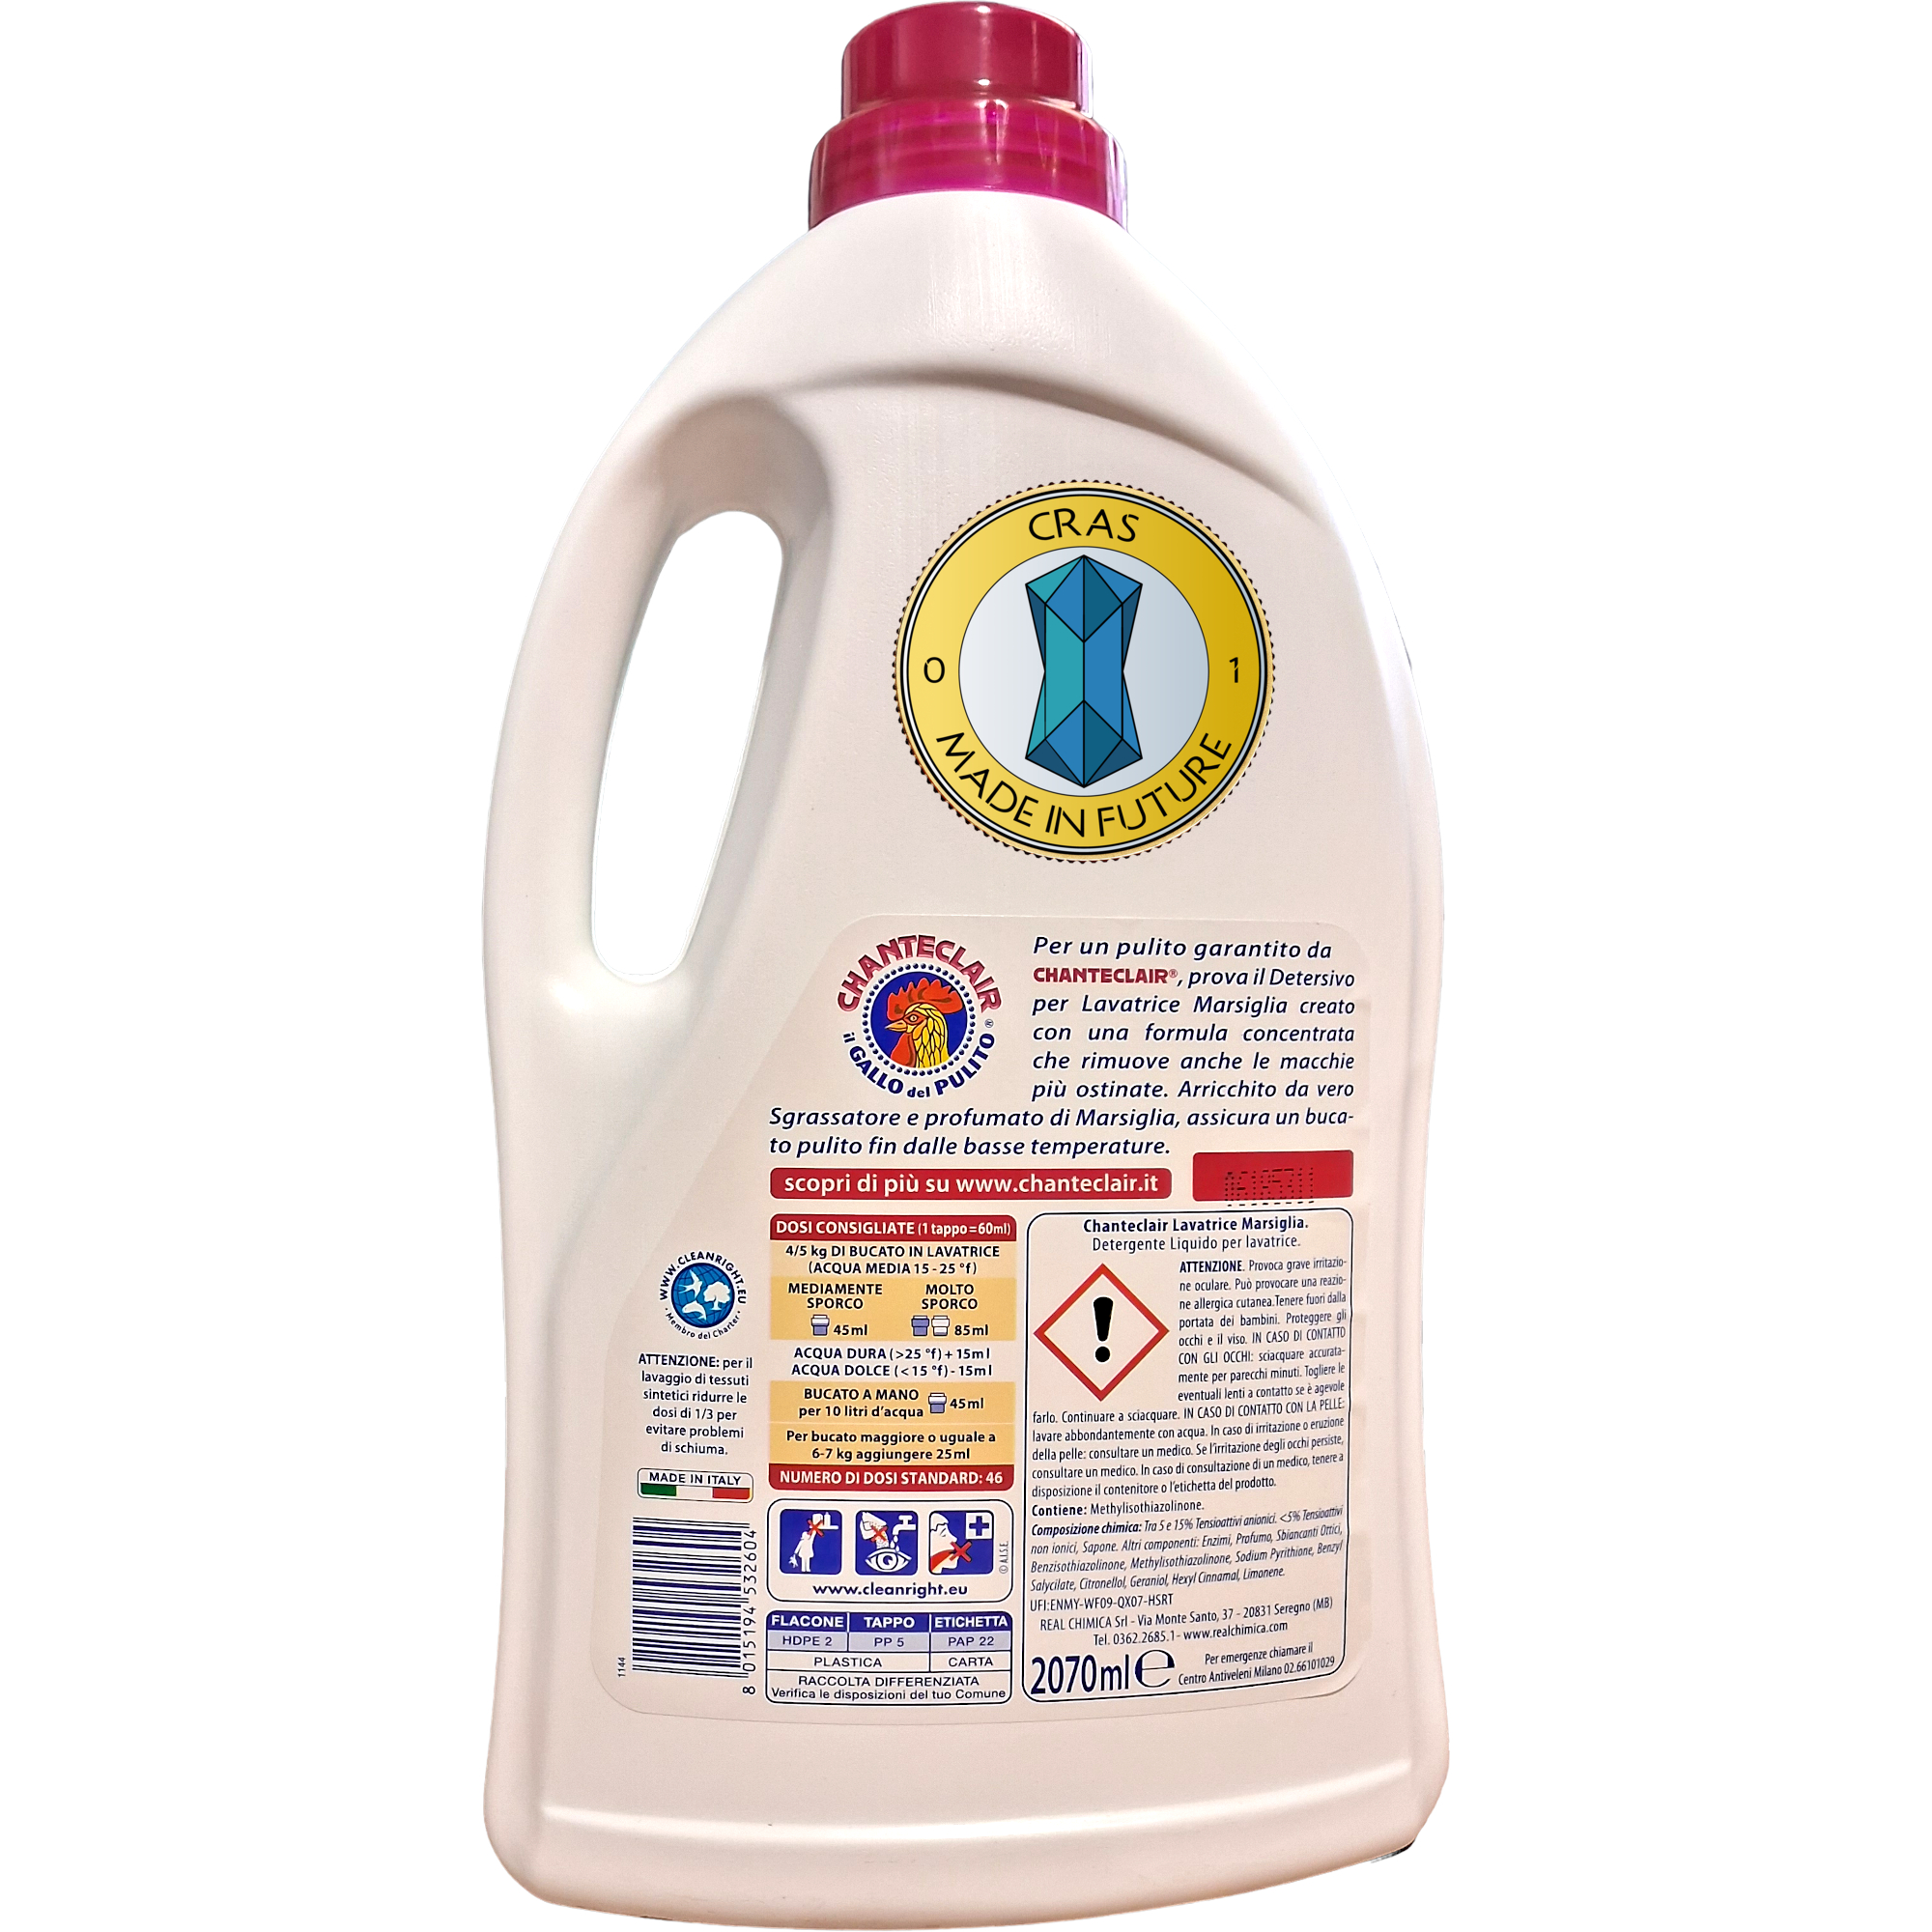 CRAS
0 1
MADE IN FUTURE
CHANTECLAIR
il GALLO del PULITO ®
Per un pulito garantito da
CHANTECLAIR®, prova il Detersivo
per Lavatrice Marsiglia creato
con una formula concentrata
che rimuove anche le macchie
più ostinate. Arricchito da vero
Sgrassatore e profumato di Marsiglia, assicura un buca-
to pulito fin dalle basse temperature.
scopri di più su www.chanteclair.it
WWW.CLEANRIGHT.EU
• Membro del Charter •
ATTENZIONE: per il
lavaggio di tessuti
sintetici ridurre le
dosi di 1/3 per
evitare problemi
di schiuma.
MADE IN ITALY
1144
8 015194 532604
DOSI CONSIGLIATE (1 tappo=60ml)
4/5 kg DI BUCATO IN LAVATRICE
(ACQUA MEDIA 15 - 25 °f)
MEDIAMENTE SPORCO 45ml
MOLTO SPORCO 85ml
ACQUA DURA (>25 °f) + 15ml
ACQUA DOLCE (<15 °f) - 15ml
BUCATO A MANO
per 10 litri d'acqua 45ml
Per bucato maggiore o uguale a
6-7 kg aggiungere 25ml
NUMERO DI DOSI STANDARD: 46
© A.I.S.E.
www.cleanright.eu
FLACONE TAPPO ETICHETTA
HDPE 2 PP 5 PAP 22
PLASTICA CARTA
RACCOLTA DIFFERENZIATA
Verifica le disposizioni del tuo Comune
Chanteclair Lavatrice Marsiglia.
Detergente Liquido per lavatrice.
ATTENZIONE. Provoca grave irritazio-
ne oculare. Può provocare una reazio-
ne allergica cutanea.Tenere fuori dalla
portata dei bambini. Proteggere gli
occhi e il viso. IN CASO DI CONTATTO
CON GLI OCCHI: sciacquare accurata-
mente per parecchi minuti. Togliere le
eventuali lenti a contatto se è agevole
farlo. Continuare a sciacquare. IN CASO DI CONTATTO CON LA PELLE:
lavare abbondantemente con acqua. In caso di irritazione o eruzione
della pelle: consultare un medico. Se l'irritazione degli occhi persiste,
consultare un medico. In caso di consultazione di un medico, tenere a
disposizione il contenitore o l'etichetta del prodotto.
Contiene: Methylisothiazolinone.
Composizione chimica: Tra 5 e 15% Tensioattivi anionici. <5% Tensioattivi
non ionici, Sapone. Altri componenti: Enzimi, Profumo, Sbiancanti Ottici,
Benzisothiazolinone, Methylisothiazolinone, Sodium Pyrithione, Benzyl
Salycilate, Citronellol, Geraniol, Hexyl Cinnamal, Limonene.
UFI:ENMY-WF09-QX07-HSRT
REAL CHIMICA Srl - Via Monte Santo, 37 - 20831 Seregno (MB)
Tel. 0362.2685.1- www.realchimica.com
2070ml e
Per emergenze chiamare il
Centro Antiveleni Milano 02.66101029